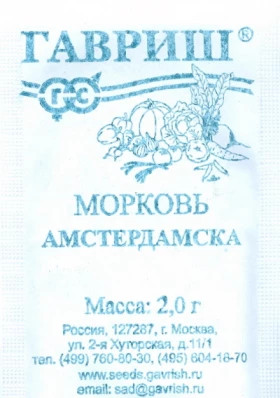 ГАВРИШ®
ГС
МОРКОВЬ
АМСТЕРДАМСКА
Масса: 2,0 г
Россия, 127287, г. Москва,
ул. 2-я Хуторская, д.11/1
тел. (499) 760-80-30, (495) 604-16-70
www.seeds.gavrish.ru
email: sad@gavrish.ru